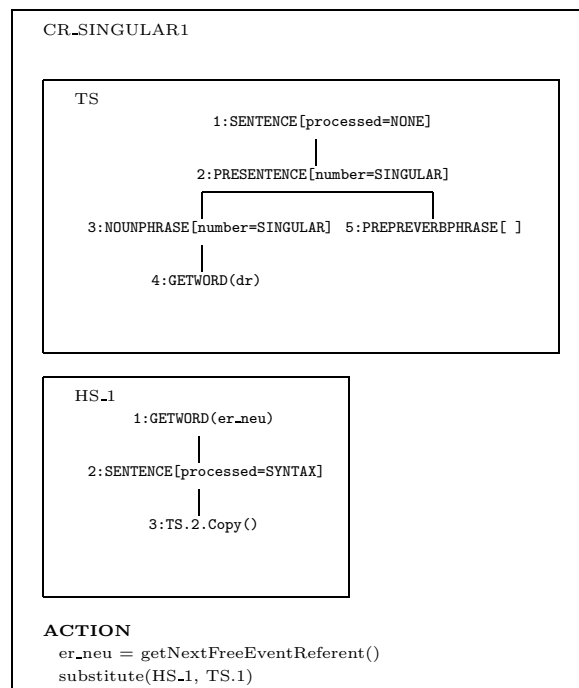 CR_SINGULAR1
TS
1:SENTENCE[processed=NONE]
2:PRESENTENCE[number=SINGULAR]
3:NOUNPHRASE[number=SINGULAR] 5:PREPREVERBPHRASE[ ]
4:GETWORD(dr)
HS_1
1:GETWORD(er_neu)
2:SENTENCE[processed=SYNTAX]
3:TS.2.Copy()
ACTION
er_neu = getNextFreeEventReferent()
substitute(HS_1, TS.1)